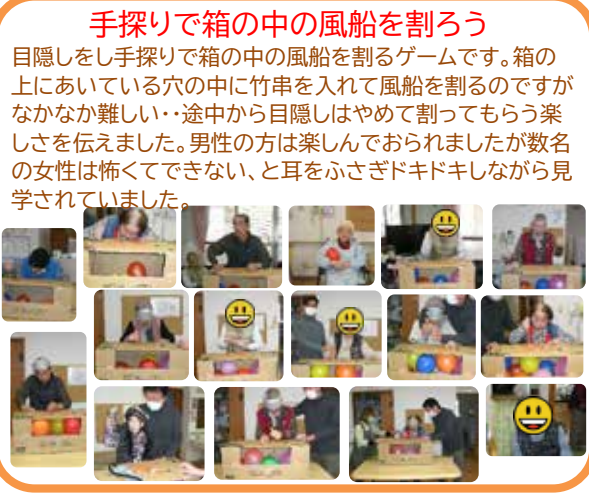 手探りで箱の中の風船を割ろう
目隠しをし手探りで箱の中の風船を割るゲームです。箱の
上にあいている穴の中に竹串を入れて風船を割るのですが
なかなか難しい・・途中から目隠しはやめて割ってもらう楽
しさを伝えました。男性の方は楽しんでおられましたが数名
の女性は怖くてできない、と耳をふさぎドキドキしながら見
学されていました。